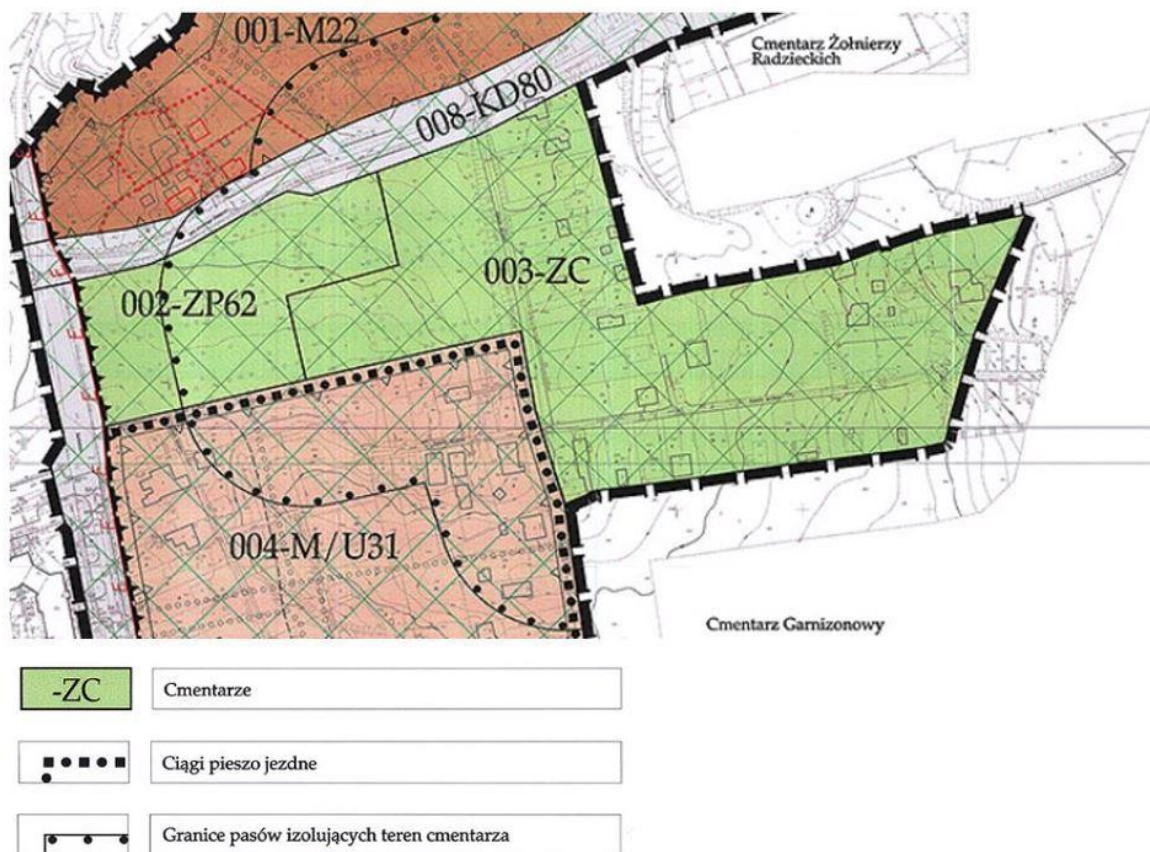 001-M22
Cmentarz Żołnierzy
Radzieckich
008-KD80
003-ZC
002-ZP62
004-M/U31
Cmentarz Garnizonowy
-ZC
Cmentarze
Ciągi pieszo jezdne
Granice pasów izolujących teren cmentarza